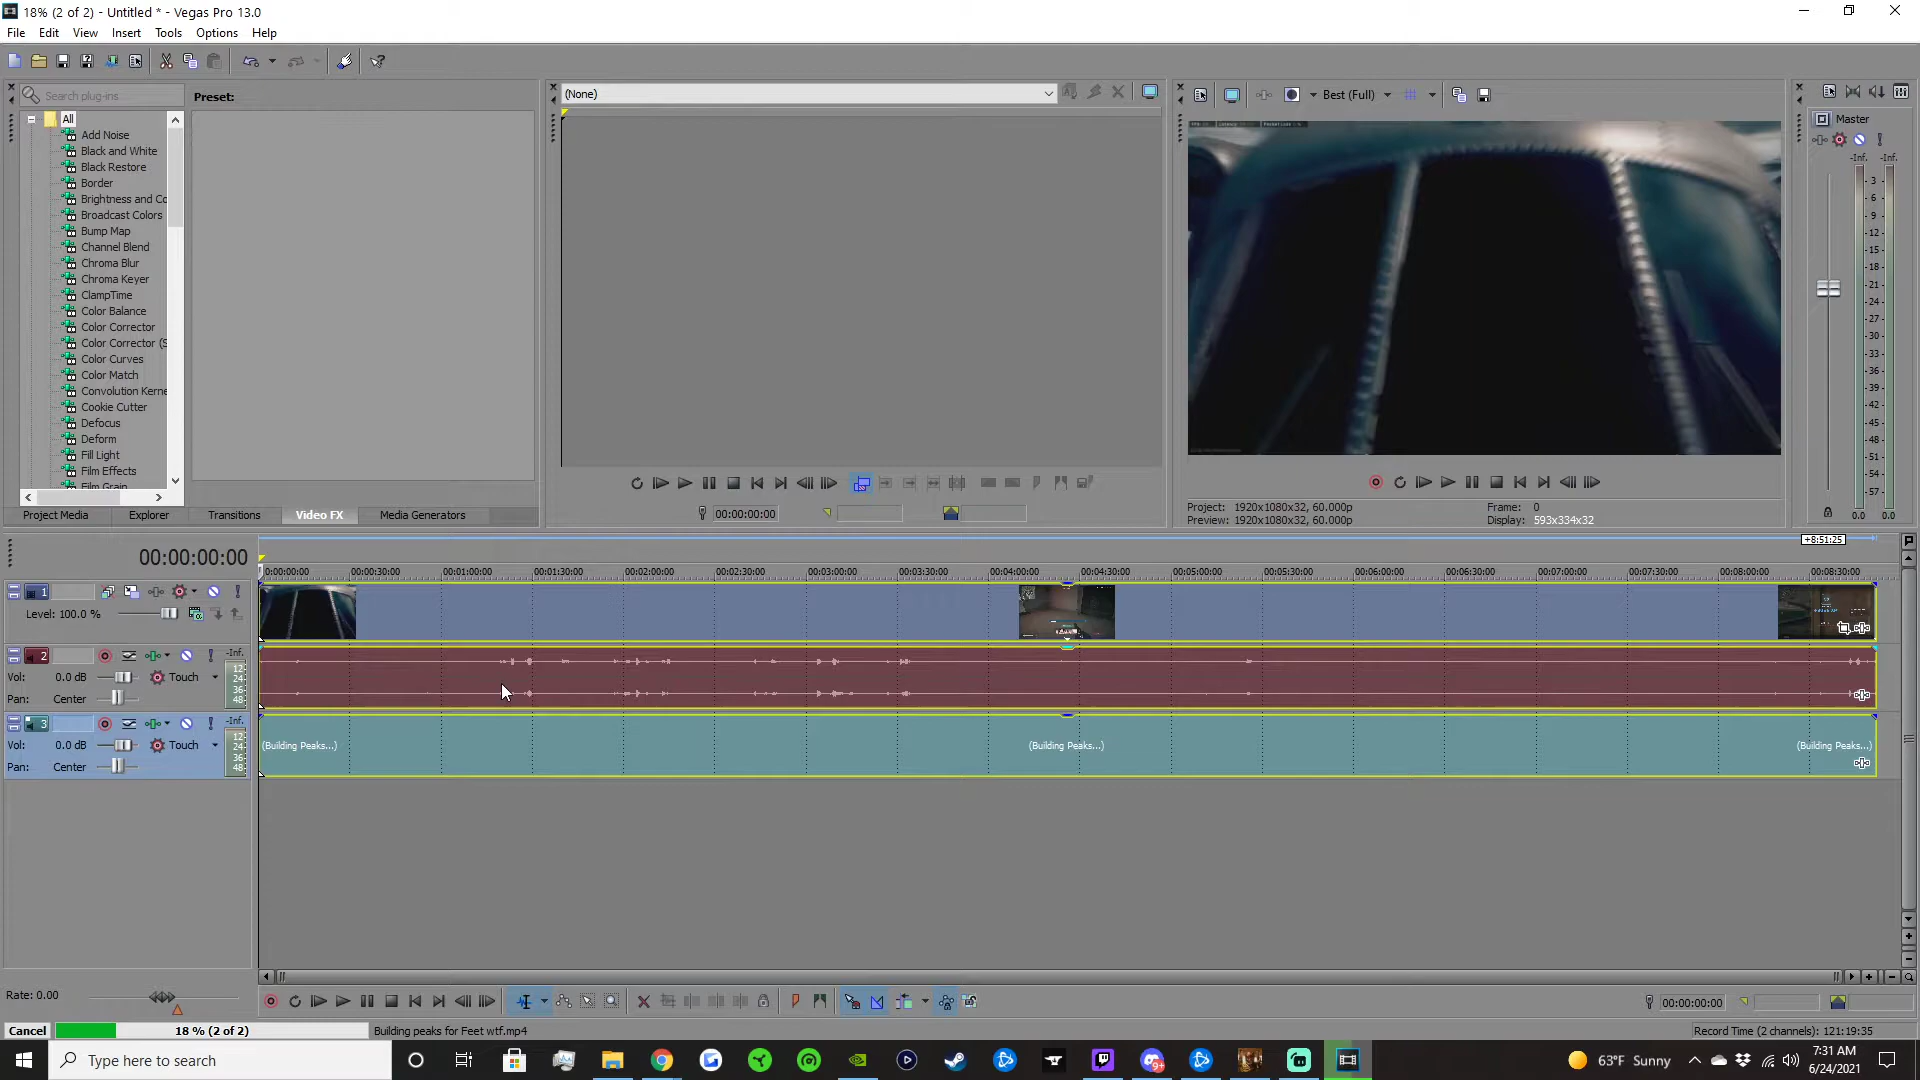 18% (2 of 2) - Untitled * - Vegas Pro 13.0
File Edit View Insert Tools Options Help
Search plug-ins
Preset:
(None)
Best (Full)
Master
All
Add Noise
Black and White
Black Restore
Border
Brightness and Co
Broadcast Colors
Bump Map
Channel Blend
Chroma Blur
Chroma Keyer
ClampTime
Color Balance
Color Corrector
Color Corrector (S
Color Curves
Color Match
Convolution Kerne
Cookie Cutter
Defocus
Deform
Fill Light
Film Effects
Film Grain
-Inf. -Inf.
3
6
9
12
15
18
21
24
27
30
33
36
39
42
45
48
51
54
57
0.0 0.0
Project Media Explorer Transitions Video FX Media Generators
00:00:00:00
Project: 1920x1080x32, 60.000p Frame: 0
Preview: 1920x1080x32, 60.000p Display: 593x334x32
+8:51:25
00:00:00:00
0:00:00:00 00:00:30:00 00:01:00:00 00:01:30:00 00:02:00:00 00:02:30:00 00:03:00:00 00:03:30:00 00:04:00:00 00:04:30:00 00:05:00:00 00:05:30:00 00:06:00:00 00:06:30:00 00:07:00:00 00:07:30:00 00:08:00:00 00:08:30:00
1
Level: 100.0 %
2 -Inf.
Vol: 0.0 dB Touch
Pan: Center
12
24
36
48
3 -Inf.
Vol: 0.0 dB Touch
Pan: Center
12
24
36
48
(Building Peaks...) (Building Peaks...) (Building Peaks...)
Rate: 0.00
00:00:00:00
Cancel 18 % (2 of 2) Building peaks for Feet wtf.mp4 Record Time (2 channels): 121:19:35
Type here to search
9+
63°F Sunny
7:31 AM
6/24/2021